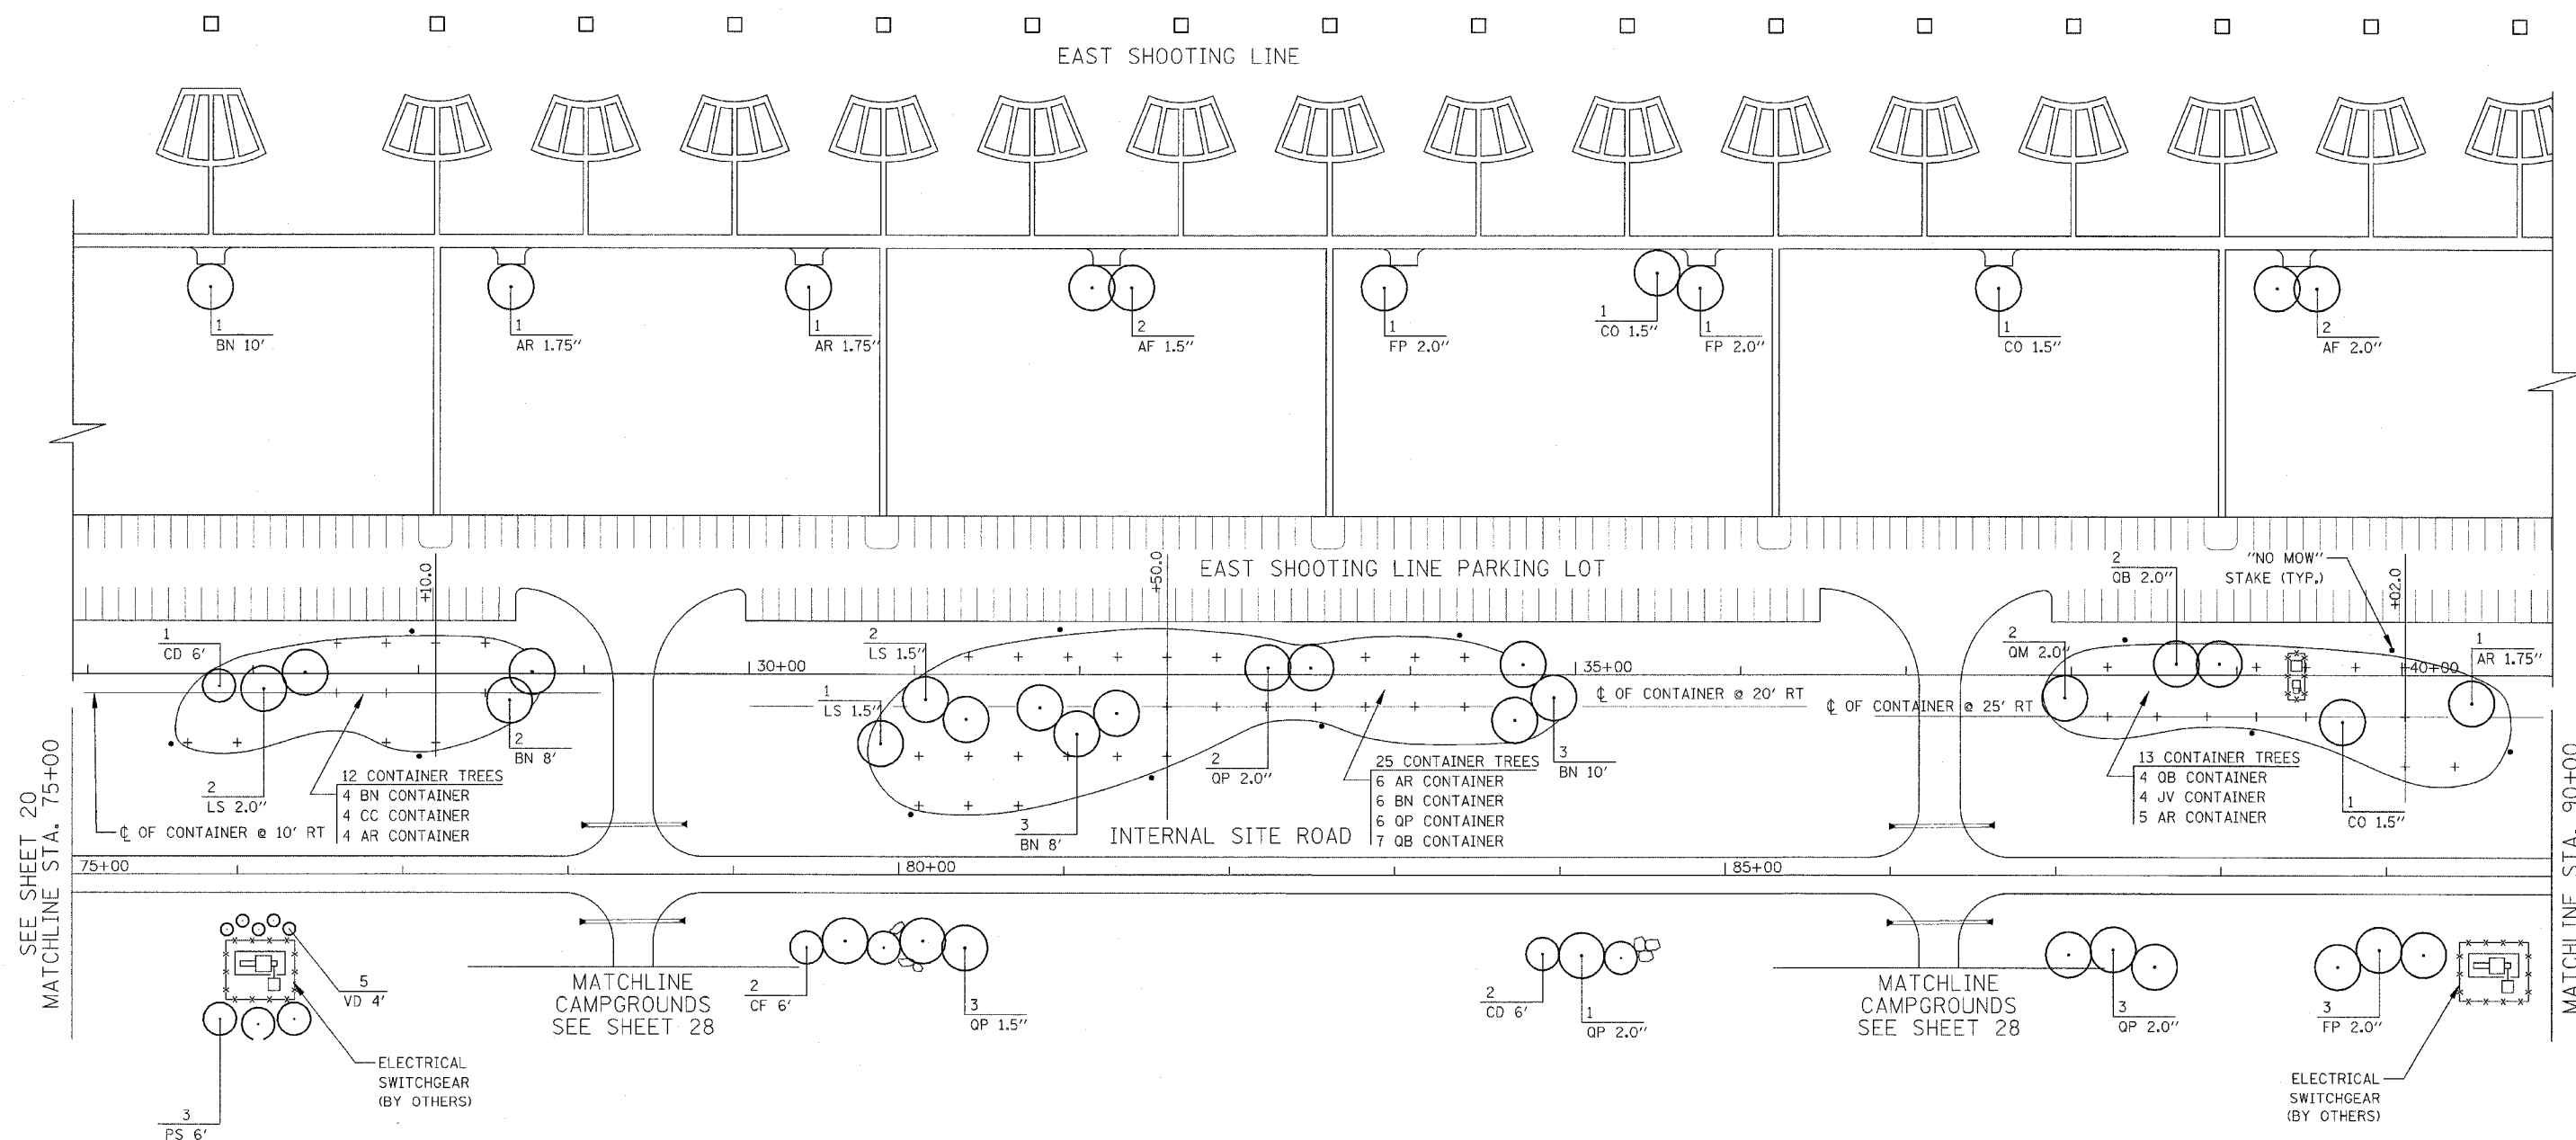 EAST SHOOTING LINE
1
BN 10'
1
AR 1.75"
1
AR 1.75"
2
AF 1.5"
1
FP 2.0"
1
CO 1.5"
1
FP 2.0"
1
CO 1.5"
2
AF 2.0"
EAST SHOOTING LINE PARKING LOT
+10.0
+50.0
+02.0
2
QB 2.0"
"NO MOW"
STAKE (TYP.)
1
CD 6'
2
LS 1.5"
30+00
35+00
2
QM 2.0"
40+00
1
AR 1.75"
1
LS 1.5"
℄ OF CONTAINER @ 20' RT
℄ OF CONTAINER @ 25' RT
2
LS 2.0"
2
BN 8'
12 CONTAINER TREES
4 BN CONTAINER
4 CC CONTAINER
4 AR CONTAINER
℄ OF CONTAINER @ 10' RT
3
BN 8'
2
QP 2.0"
25 CONTAINER TREES
6 AR CONTAINER
6 BN CONTAINER
6 QP CONTAINER
7 QB CONTAINER
3
BN 10'
13 CONTAINER TREES
4 QB CONTAINER
4 JV CONTAINER
5 AR CONTAINER
1
CO 1.5"
INTERNAL SITE ROAD
SEE SHEET 20
MATCHLINE STA. 75+00
75+00
80+00
85+00
MATCHLINE STA. 90+00
5
VD 4'
MATCHLINE
CAMPGROUNDS
SEE SHEET 28
2
CF 6'
3
QP 1.5"
2
CD 6'
1
QP 2.0"
MATCHLINE
CAMPGROUNDS
SEE SHEET 28
3
QP 2.0"
3
FP 2.0"
ELECTRICAL
SWITCHGEAR
(BY OTHERS)
3
PS 6'
ELECTRICAL
SWITCHGEAR
(BY OTHERS)